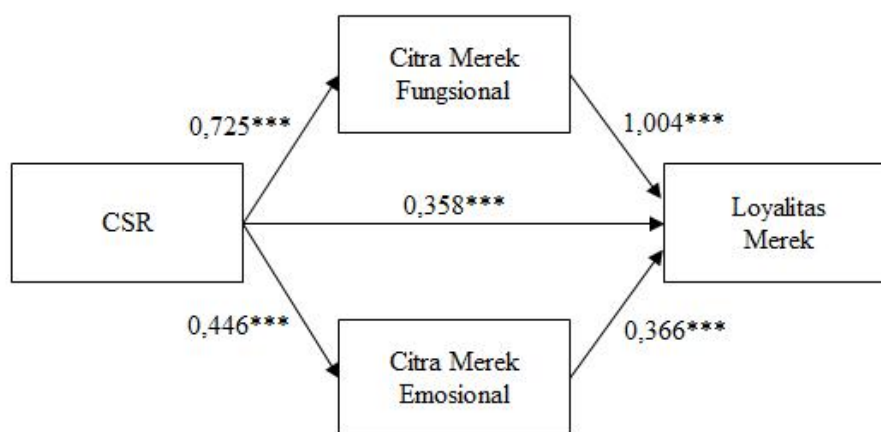 Citra Merek
Fungsional
0,725***
1,004***
CSR
0,358***
Loyalitas
Merek
0,446***
0,366***
Citra Merek
Emosional